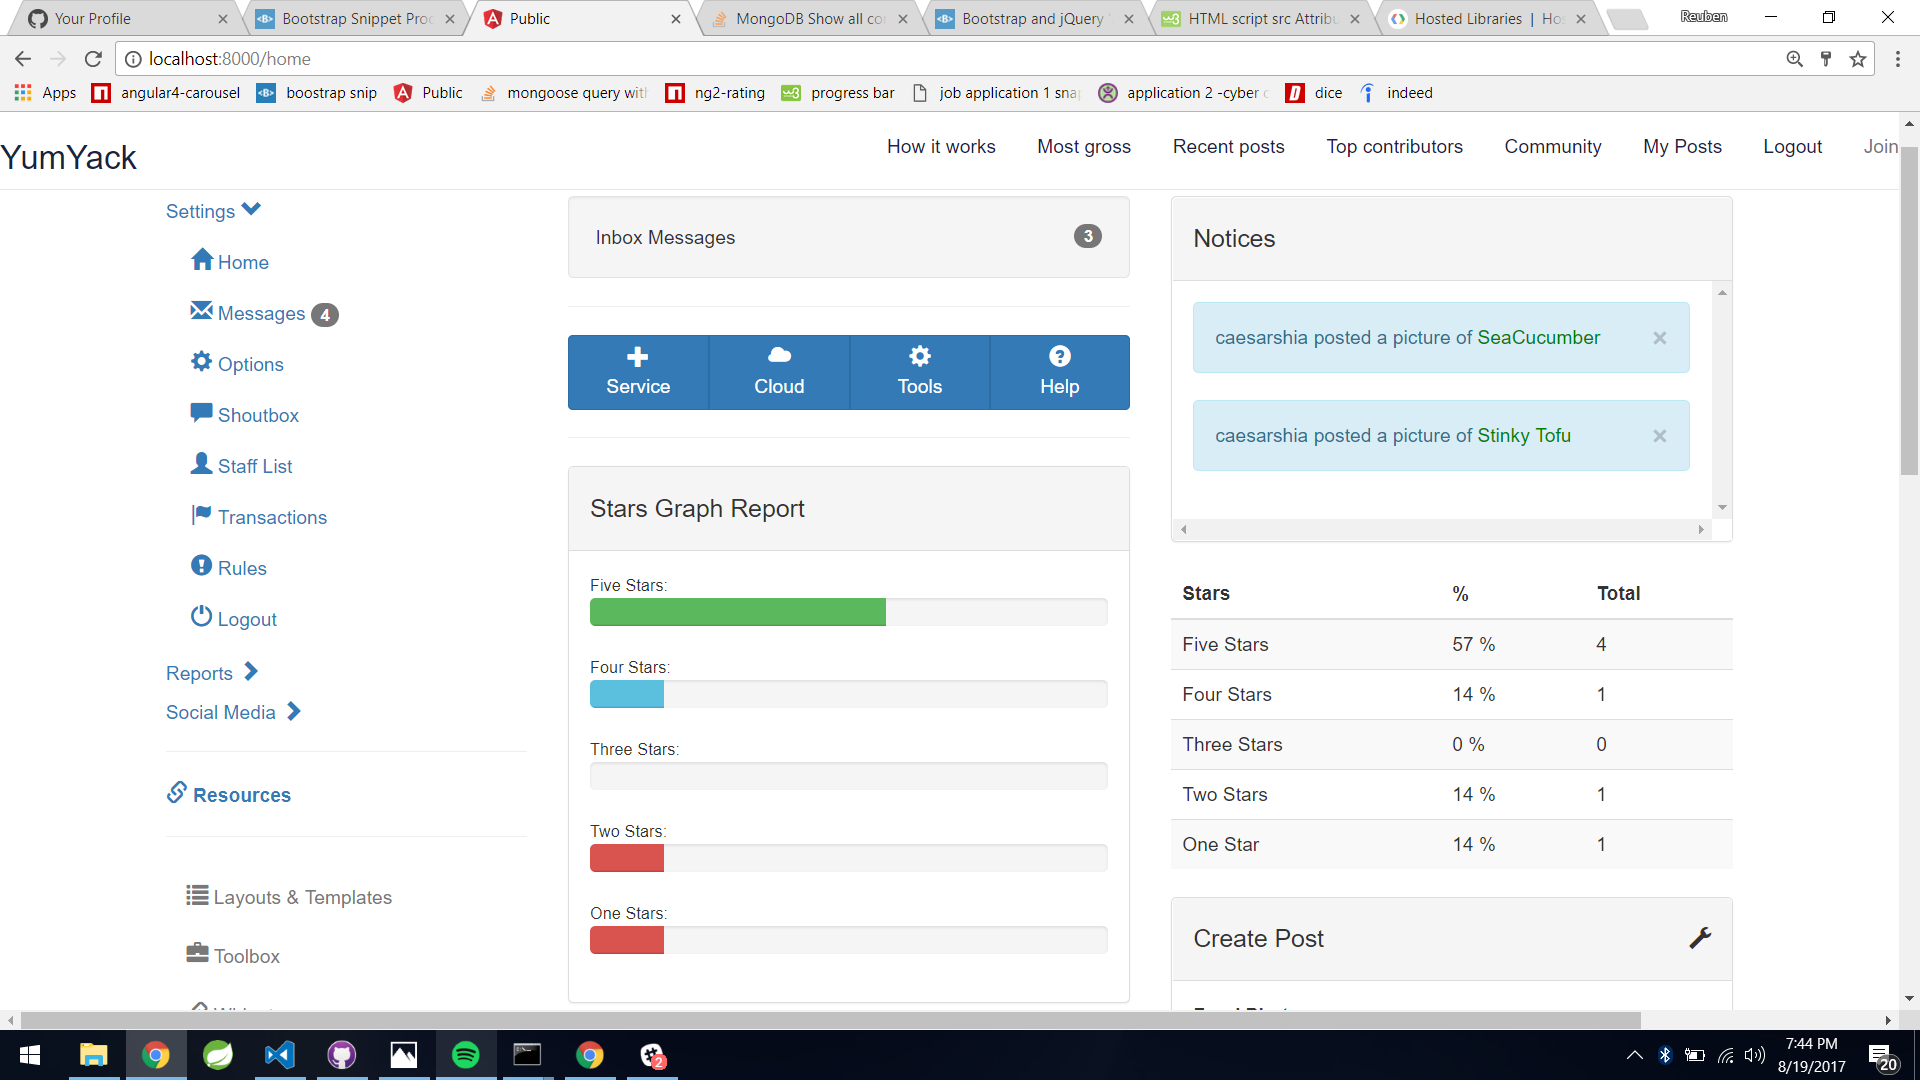 Your Profile
Bootstrap Snippet Proc
Public
MongoDB Show all co
Bootstrap and jQuery
HTML script src Attribu
Hosted Libraries | Ho
Reuben
localhost:8000/home
Apps
angular4-carousel
boostrap snip
Public
mongoose query with
ng2-rating
progress bar
job application 1 snap
application 2 -cyber c
dice
indeed
YumYack
How it works
Most gross
Recent posts
Top contributors
Community
My Posts
Logout
Join
Settings
Home
Messages 4
Options
Shoutbox
Staff List
Transactions
Rules
Logout
Reports
Social Media
Resources
Layouts & Templates
Toolbox
Inbox Messages 3
Service
Cloud
Tools
Help
Stars Graph Report
Five Stars:
Four Stars:
Three Stars:
Two Stars:
One Stars:
Notices
caesarshia posted a picture of SeaCucumber ×
caesarshia posted a picture of Stinky Tofu ×
Stars % Total
Five Stars 57 % 4
Four Stars 14 % 1
Three Stars 0 % 0
Two Stars 14 % 1
One Star 14 % 1
Create Post
2
7:44 PM
8/19/2017
20